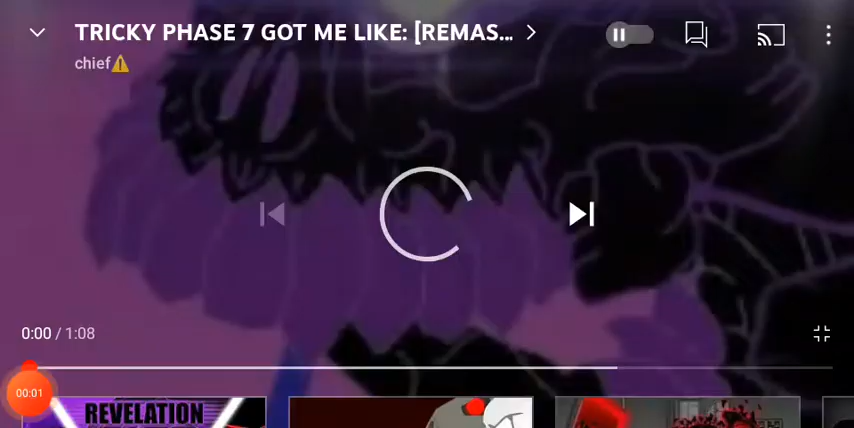 TRICKY PHASE 7 GOT ME LIKE: [REMAS...
chief⚠️
0:00 / 1:08
00:01
REVELATION